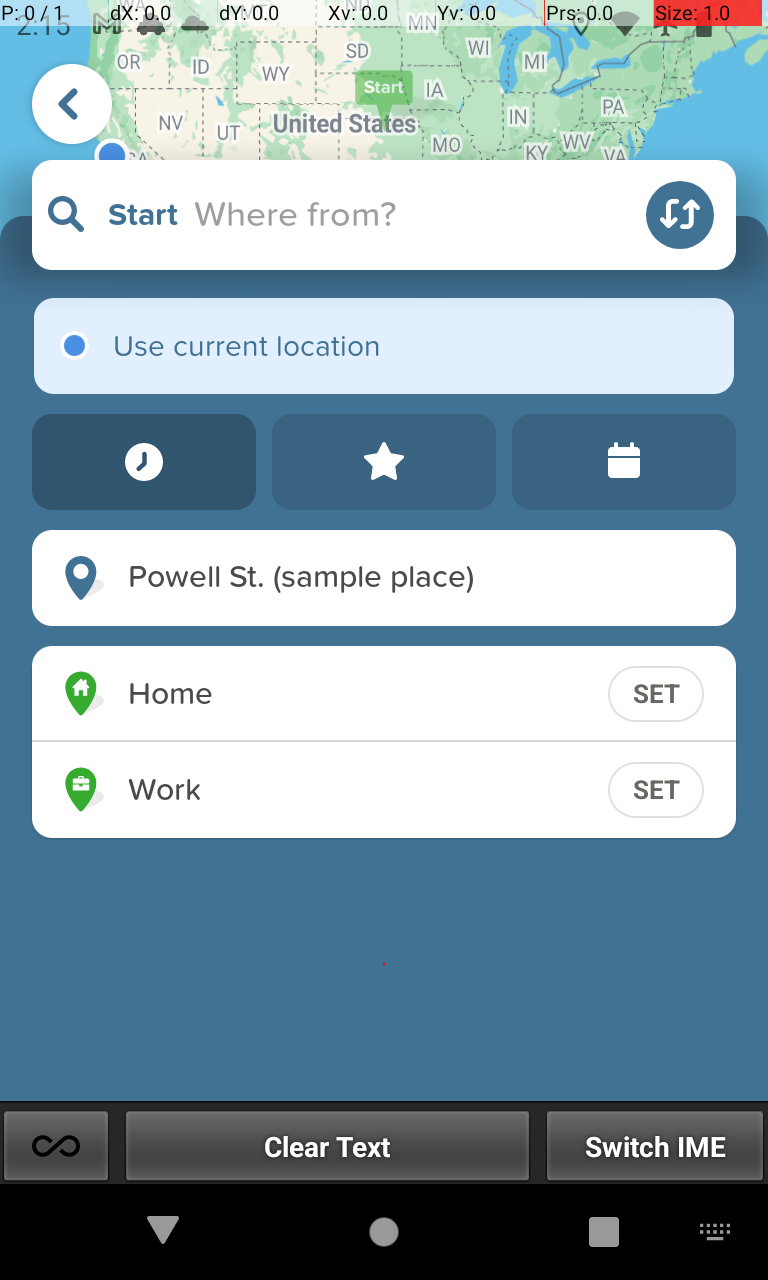 P: 0 / 1 dX: 0.0 dY: 0.0 Xv: 0.0 Yv: 0.0 Prs: 0.0 Size: 1.0
2:15
MN
SD
WI
OR
ID
WY
MI
Start
IA
NV
UT
United States
IN
PA
MO
KY
WV
VA
Start Where from?
Use current location
Powell St. (sample place)
Home SET
Work SET
Clear Text Switch IME